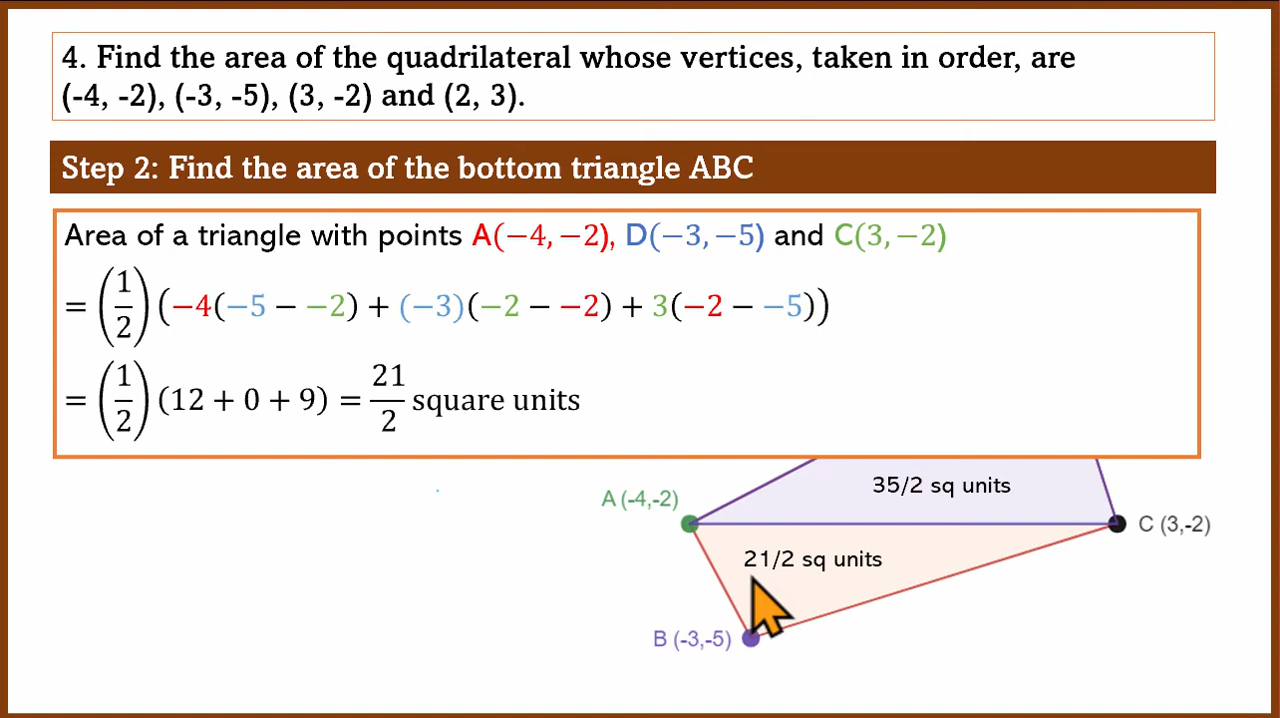 4. Find the area of the quadrilateral whose vertices, taken in order, are
(-4, -2), (-3, -5), (3, -2) and (2, 3).
Step 2: Find the area of the bottom triangle ABC
Area of a triangle with points A(−4, −2), D(−3, −5) and C(3, −2)
= (1/2) (−4(−5 − −2) + (−3)(−2 − −2) + 3(−2 − −5))
= (1/2) (12 + 0 + 9) = 21/2 square units
35/2 sq units
A (-4,-2)
C (3,-2)
21/2 sq units
B (-3,-5)